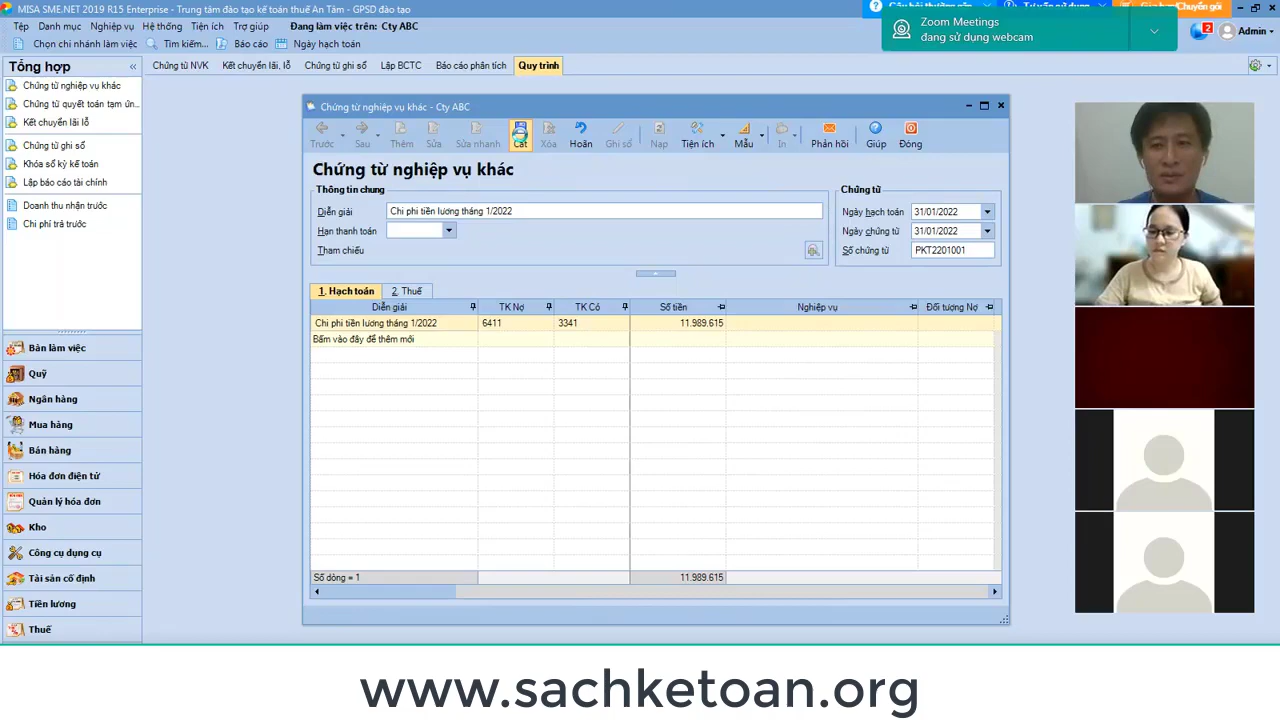 MISA SME.NET 2019 R15 Enterprise - Trung tâm đào tạo kế toán thuế An Tâm - GPSD đào tạo
Tệp Danh mục Nghiệp vụ Hệ thống Tiện ích Trợ giúp Đang làm việc trên: Cty ABC
Chọn chi nhánh làm việc Tìm kiếm... Báo cáo Ngày hạch toán
Zoom Meetings
đang sử dụng webcam
2
Admin
Tổng hợp
Chứng từ NVK Kết chuyển lãi, lỗ Chứng từ ghi sổ Lập BCTC Báo cáo phân tích Quy trình
Chứng từ nghiệp vụ khác
Chứng từ quyết toán tạm ứn...
Kết chuyển lãi lỗ
Chứng từ ghi sổ
Khóa sổ kỳ kế toán
Lập báo cáo tài chính
Doanh thu nhận trước
Chi phí trả trước
Bàn làm việc
Quỹ
Ngân hàng
Mua hàng
Bán hàng
Hóa đơn điện tử
Quản lý hóa đơn
Kho
Công cụ dụng cụ
Tài sản cố định
Tiền lương
Thuế
Chứng từ nghiệp vụ khác - Cty ABC
Trước Sau Thêm Sửa Sửa nhanh Cất Xóa Hoãn Ghi sổ Nạp Tiện ích Mẫu In Phản hồi Giúp Đóng
Chứng từ nghiệp vụ khác
Thông tin chung
Chứng từ
Diễn giải Chi phi tiền lương tháng 1/2022
Ngày hạch toán 31/01/2022
Hạn thanh toán
Ngày chứng từ 31/01/2022
Tham chiếu
Số chứng từ PKT2201001
1. Hạch toán 2. Thuế
Diễn giải TK Nợ TK Có Số tiền Nghiệp vụ Đối tượng Nợ
Chi phi tiền lương tháng 1/2022 6411 3341 11.989.615
Bấm vào đây để thêm mới
Số dòng = 1 11.989.615
www.sachketoan.org